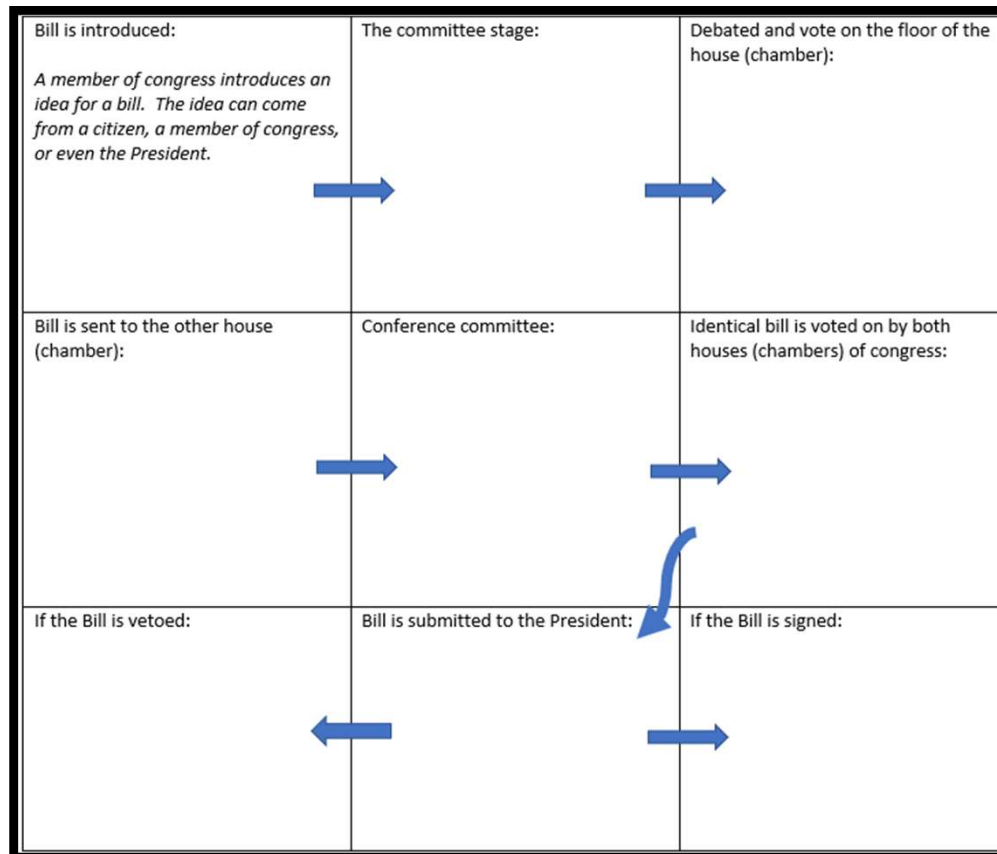 Bill is introduced:
A member of congress introduces an
idea for a bill.  The idea can come
from a citizen, a member of congress,
or even the President.
The committee stage:
Debated and vote on the floor of the
house (chamber):
Bill is sent to the other house
(chamber):
Conference committee:
Identical bill is voted on by both
houses (chambers) of congress:
If the Bill is vetoed:
Bill is submitted to the President:
If the Bill is signed: